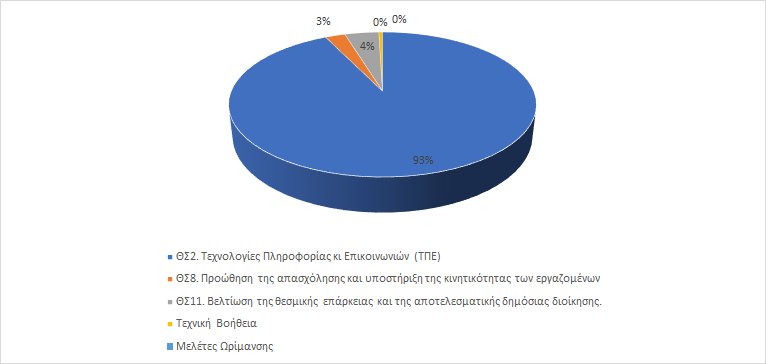 3%
0%
0%
4%
93%
ΘΣ2. Τεχνολογίες Πληροφορίας κι Επικοινωνιών (ΤΠΕ)
ΘΣ8. Προώθηση της απασχόλησης και υποστήριξη της κινητικότητας των εργαζομένων
ΘΣ11. Βελτίωση της θεσμικής επάρκειας και της αποτελεσματικής δημόσιας διοίκησης.
Τεχνική Βοήθεια
Μελέτες Ωρίμανσης